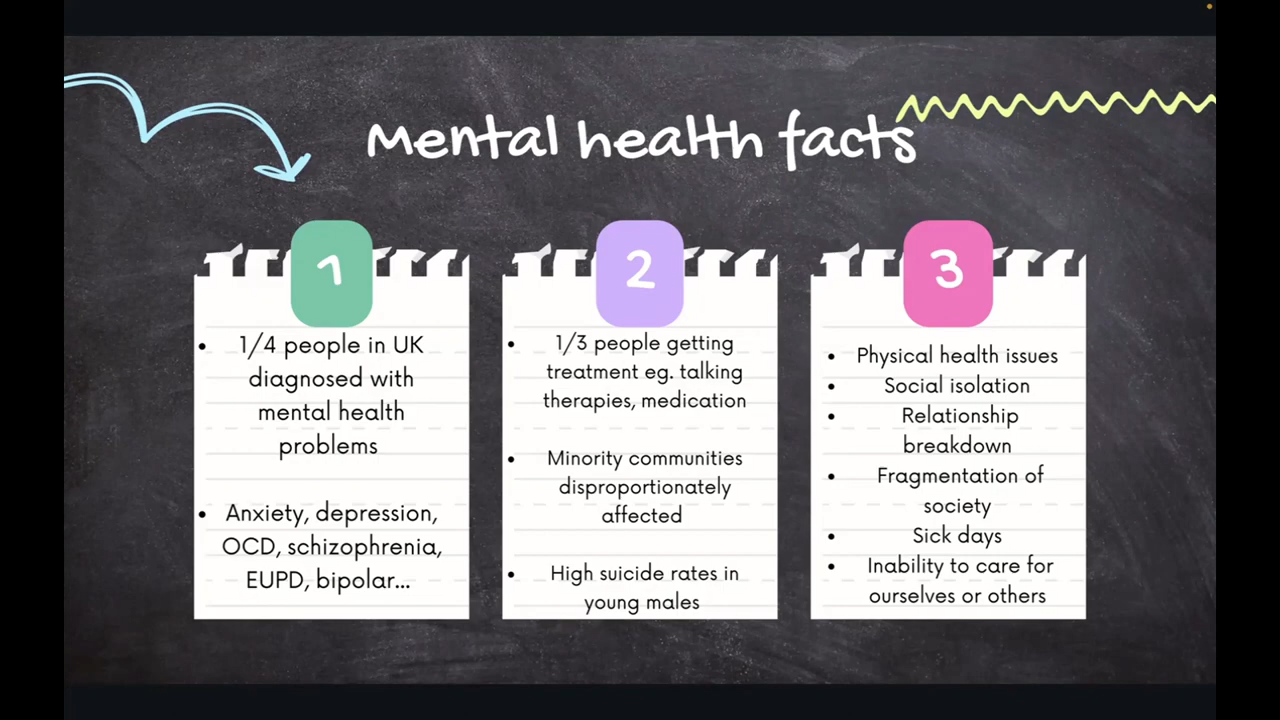 Mental health facts
1
• 1/4 people in UK
diagnosed with
mental health
problems
• Anxiety, depression,
OCD, schizophrenia,
EUPD, bipolar...
2
• 1/3 people getting
treatment eg. talking
therapies, medication
• Minority communities
disproportionately
affected
• High suicide rates in
young males
3
• Physical health issues
• Social isolation
• Relationship
breakdown
• Fragmentation of
society
• Sick days
• Inability to care for
ourselves or others